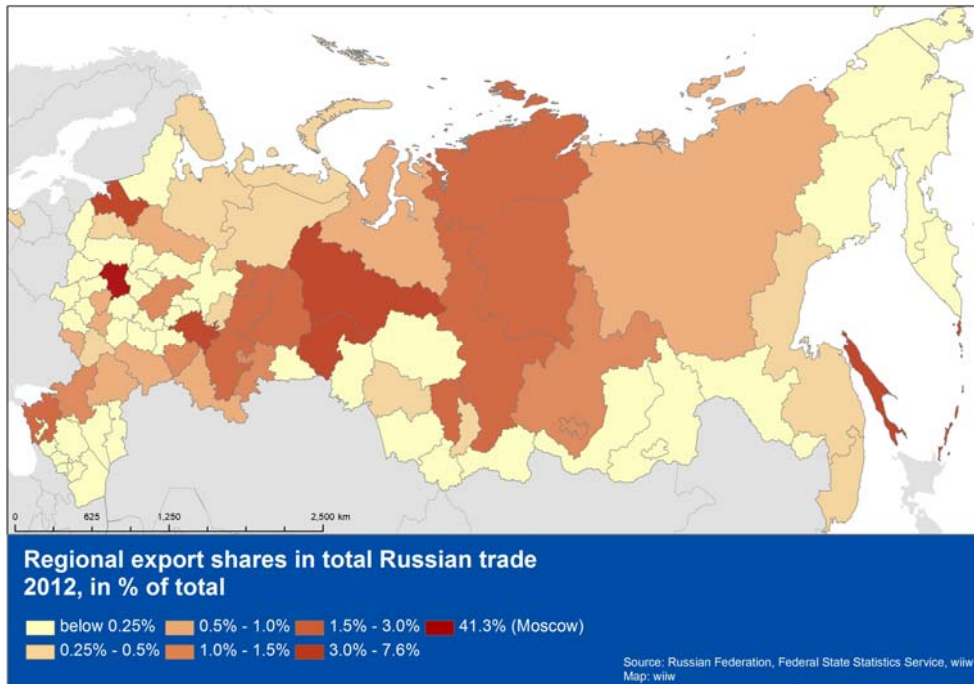 0 625 1,250 2,500 km
Regional export shares in total Russian trade
2012, in % of total
below 0.25% 0.5% - 1.0% 1.5% - 3.0% 41.3% (Moscow)
0.25% - 0.5% 1.0% - 1.5% 3.0% - 7.6%
Source: Russian Federation, Federal State Statistics Service, wiiw
Map: wiiw